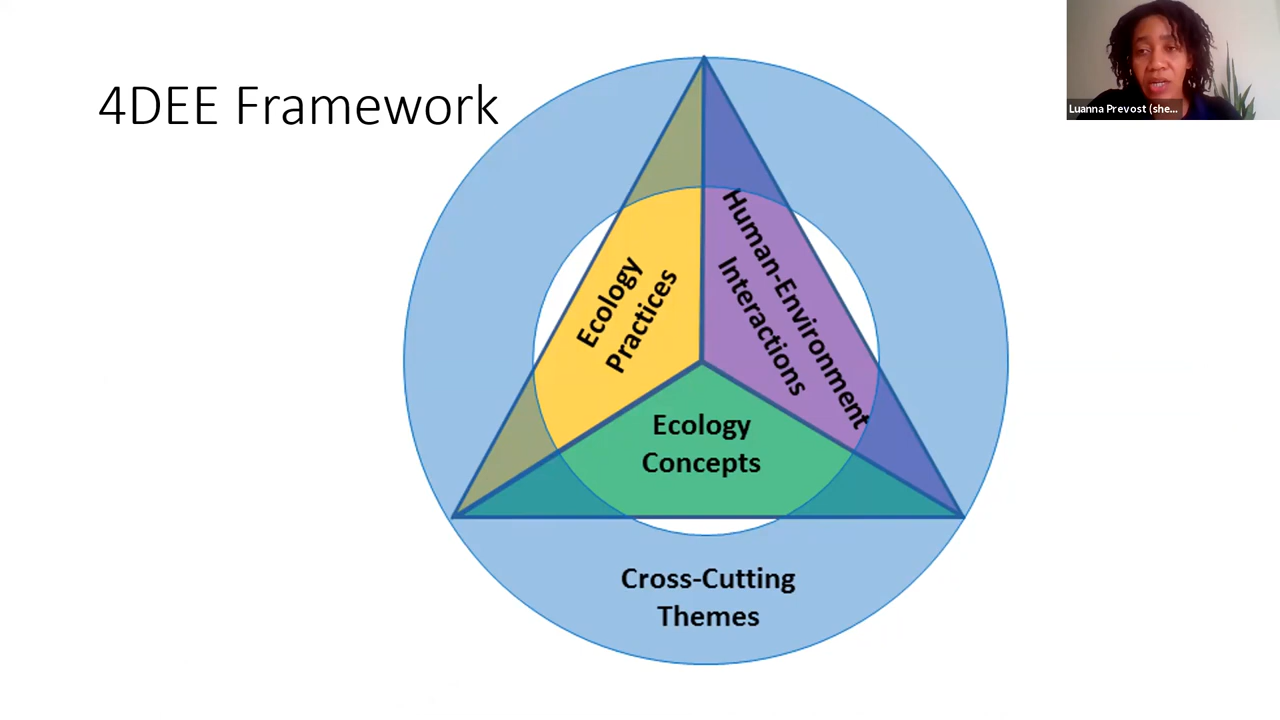 4DEE Framework
Luanna Prevost (she...
Ecology
Practices
Human-Environment
Interactions
Ecology
Concepts
Cross-Cutting
Themes